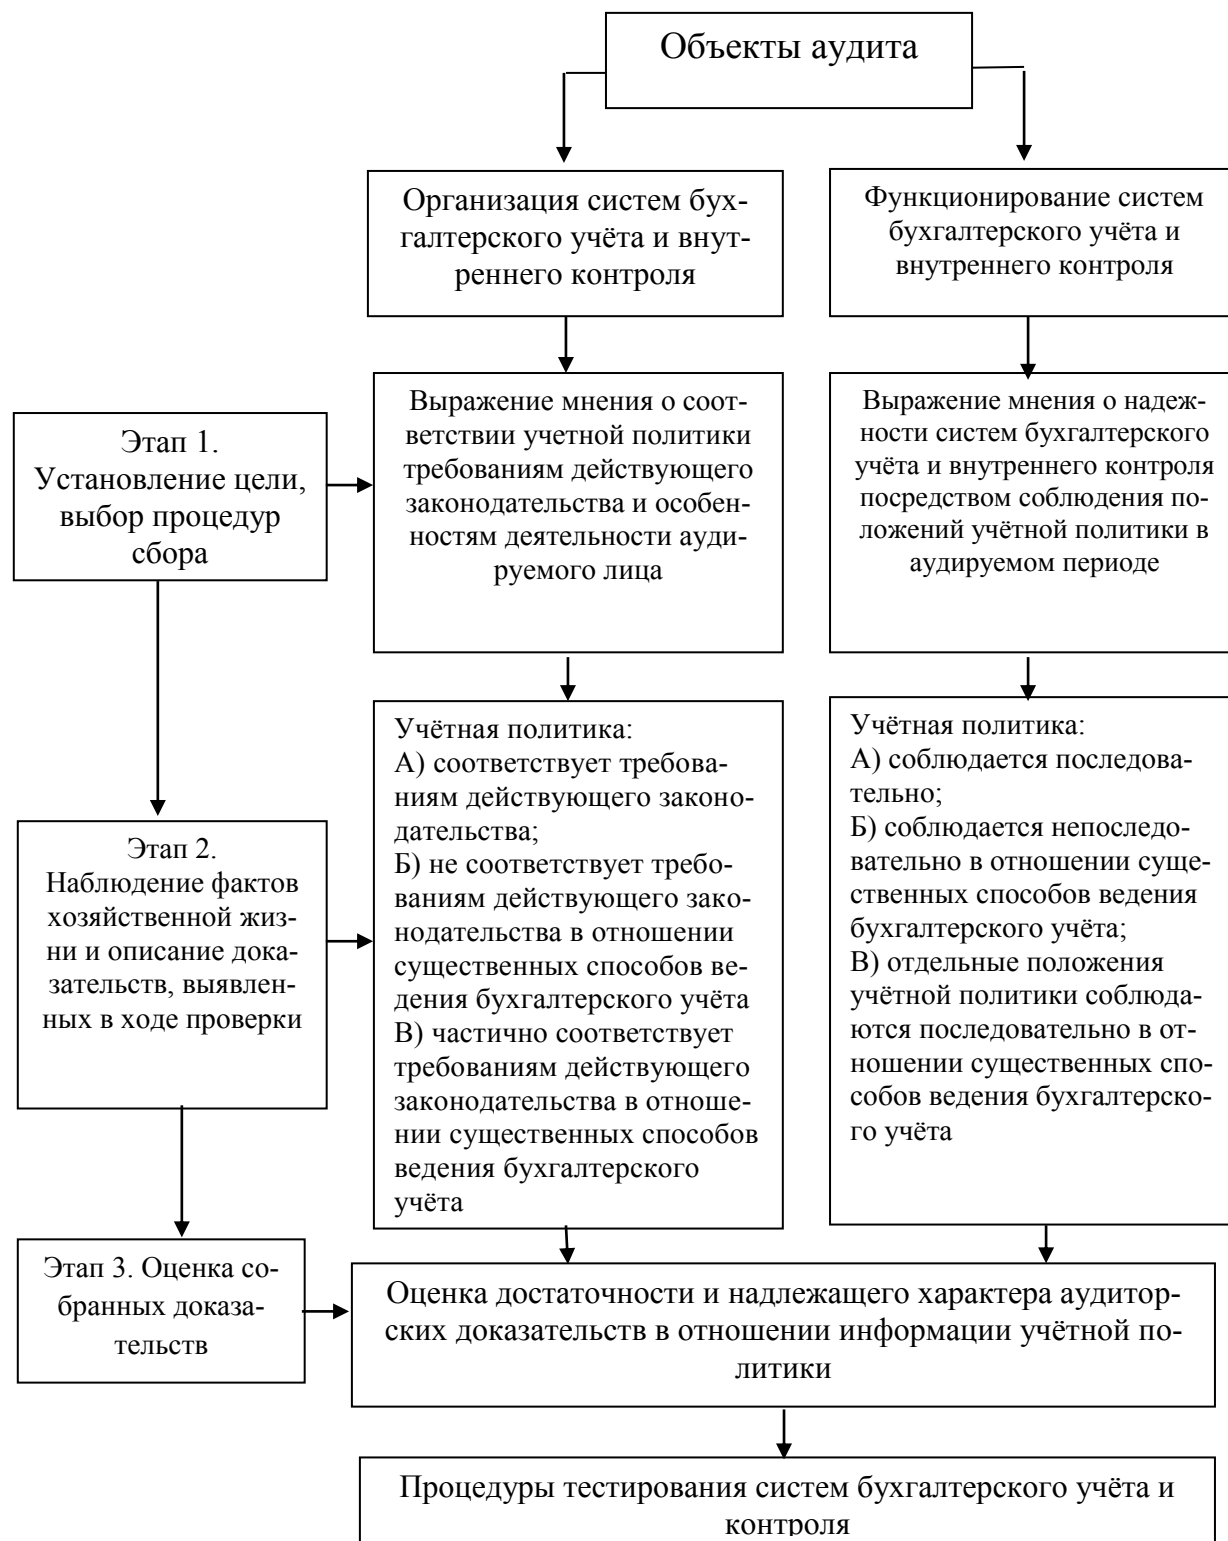 Объекты аудита
Организация систем бух-
галтерского учёта и внут-
реннего контроля
Функционирование систем
бухгалтерского учёта и
внутреннего контроля
Этап 1.
Установление цели,
выбор процедур
сбора
Выражение мнения о соот-
ветствии учетной политики
требованиям действующего
законодательства и особен-
ностям деятельности ауди-
руемого лица
Выражение мнения о надеж-
ности систем бухгалтерского
учёта и внутреннего контроля
посредством соблюдения по-
ложений учётной политики в
аудируемом периоде
Этап 2.
Наблюдение фактов
хозяйственной жиз-
ни и описание дока-
зательств, выявлен-
ных в ходе проверки
Учётная политика:
А) соответствует требова-
ниям действующего законо-
дательства;
Б) не соответствует требо-
ваниям действующего зако-
нодательства в отношении
существенных способов ве-
дения бухгалтерского учёта
В) частично соответствует
требованиям действующего
законодательства в отноше-
нии существенных способов
ведения бухгалтерского
учёта
Учётная политика:
А) соблюдается последова-
тельно;
Б) соблюдается непоследо-
вательно в отношении суще-
ственных способов ведения
бухгалтерского учёта;
В) отдельные положения
учётной политики соблюда-
ются последовательно в от-
ношении существенных спо-
собов ведения бухгалтерско-
го учёта
Этап 3. Оценка со-
бранных доказа-
тельств
Оценка достаточности и надлежащего характера аудитор-
ских доказательств в отношении информации учётной по-
литики
Процедуры тестирования систем бухгалтерского учёта и
контроля